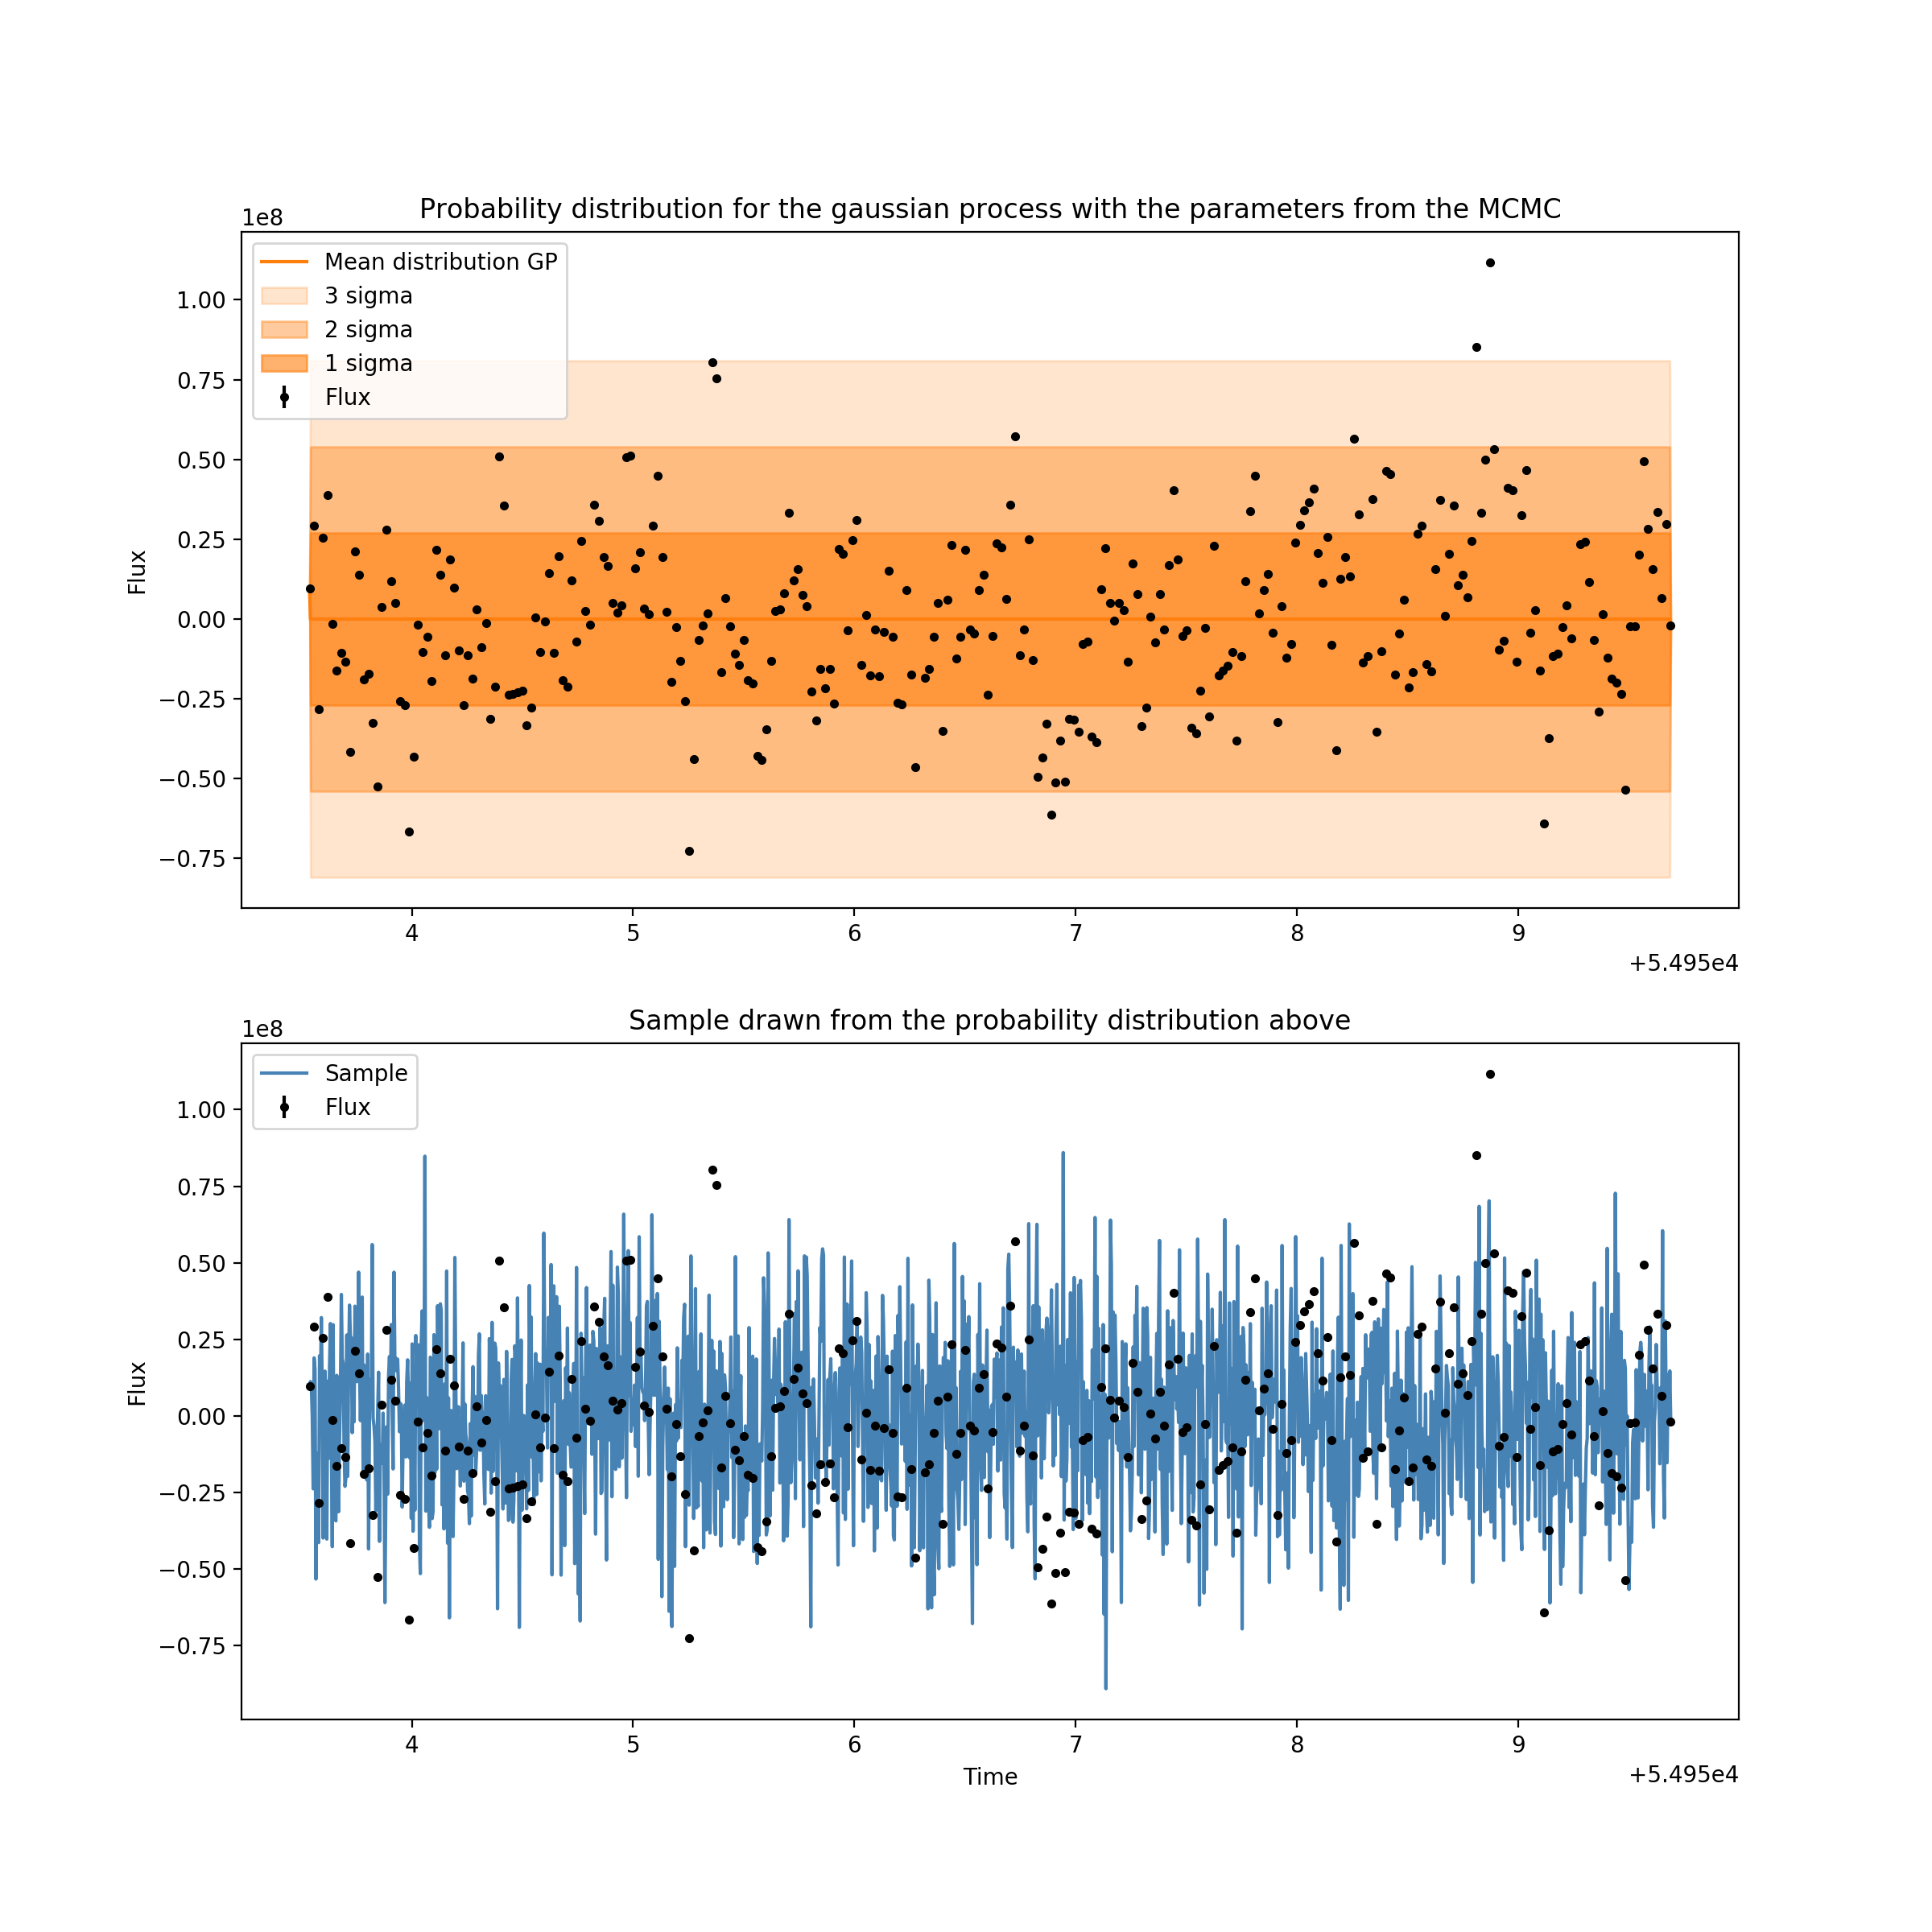 Probability distribution for the gaussian process with the parameters from the MCMC
1e8
Mean distribution GP
3 sigma
2 sigma
1 sigma
Flux
1.00
0.75
0.50
0.25
0.00
−0.25
−0.50
−0.75
Flux
4 5 6 7 8 9
+5.495e4
Sample drawn from the probability distribution above
1e8
Sample
Flux
1.00
0.75
0.50
0.25
0.00
−0.25
−0.50
−0.75
Flux
4 5 6 7 8 9
Time
+5.495e4